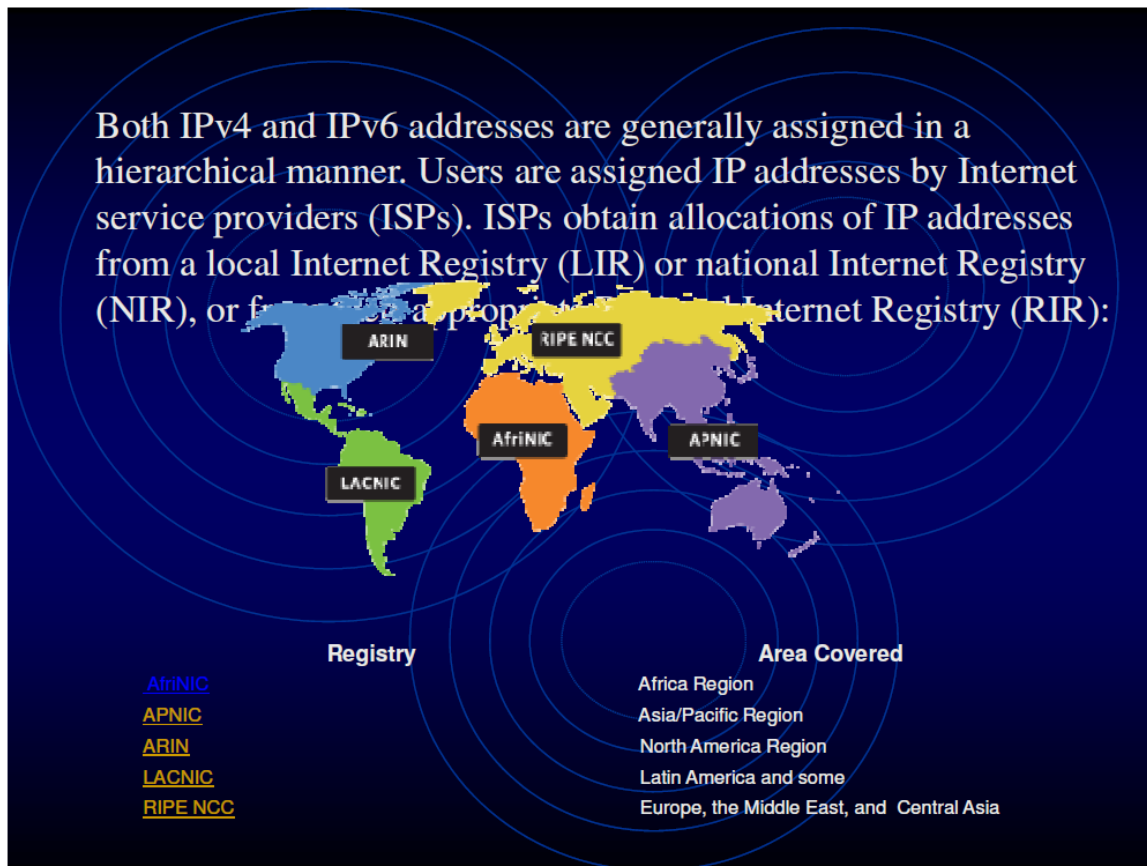 Both IPv4 and IPv6 addresses are generally assigned in a
hierarchical manner. Users are assigned IP addresses by Internet
service providers (ISPs). ISPs obtain allocations of IP addresses
from a local Internet Registry (LIR) or national Internet Registry
(NIR), or Internet Registry (RIR):
ARIN
RIPE NCC
AfriNIC
APNIC
LACNIC
Registry Area Covered
AfriNIC Africa Region
APNIC Asia/Pacific Region
ARIN North America Region
LACNIC Latin America and some
RIPE NCC Europe, the Middle East, and Central Asia